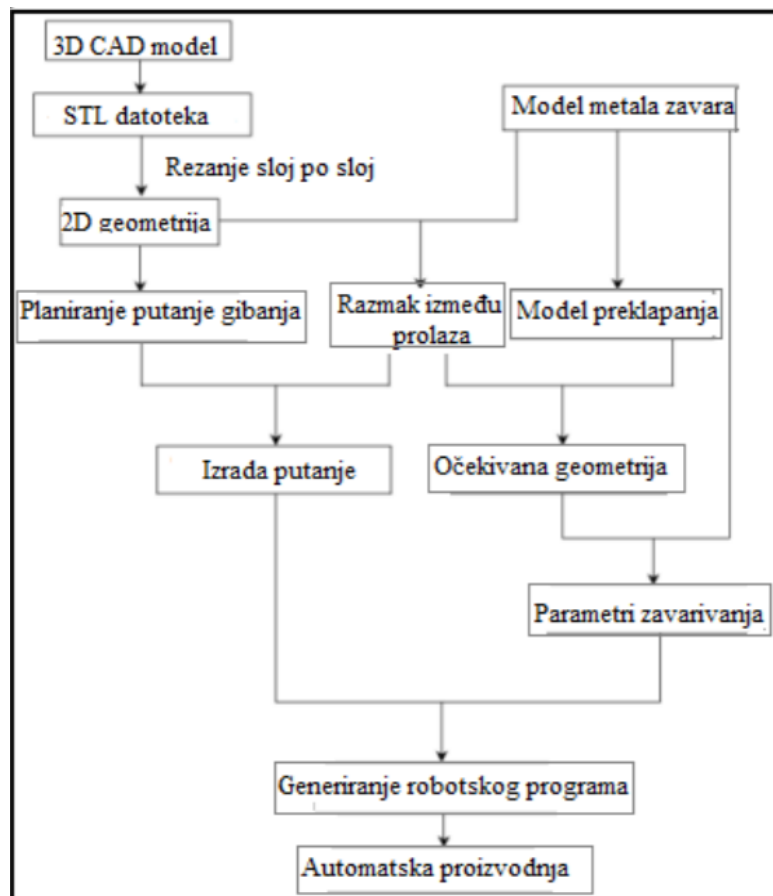 3D CAD model
STL datoteka
Model metala zavara
Rezanje sloj po sloj
2D geometrija
Planiranje putanje gibanja
Razmak između
prolaza
Model preklapanja
Izrada putanje
Očekivana geometrija
Parametri zavarivanja
Generiranje robotskog programa
Automatska proizvodnja